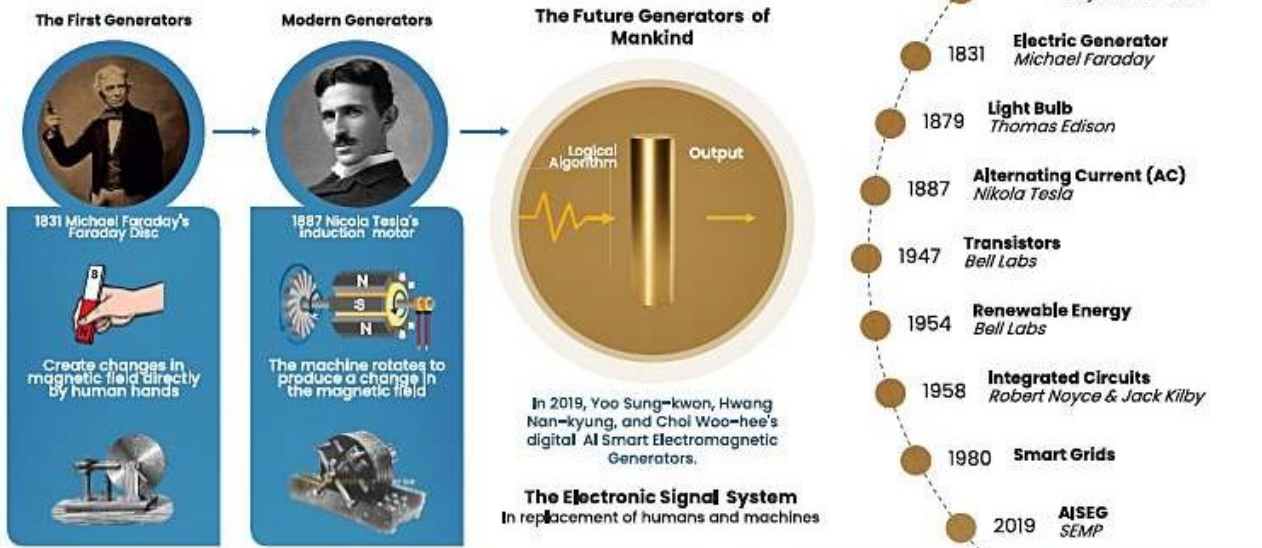 The First Generators
1831 Michael Faraday's
Faraday Disc
S
Create changes in
magnetic field directly
by human hands
Modern Generators
1887 Nicola Tesla's
induction motor
N
S
N
The machine rotates to
produce a change in
the magnetic field
The Future Generators of
Mankind
Logical
Algorithm
Output
In 2019, Yoo Sung-kwon, Hwang
Nan-kyung, and Choi Woo-hee's
digital AI Smart Electromagnetic
Generators.
The Electronic Signal System
In replacement of humans and machines
1831 Electric Generator
Michael Faraday
1879 Light Bulb
Thomas Edison
1887 Alternating Current (AC)
Nikola Tesla
1947 Transistors
Bell Labs
1954 Renewable Energy
Bell Labs
1958 Integrated Circuits
Robert Noyce & Jack Kilby
1980 Smart Grids
2019 AISEG
SEMP